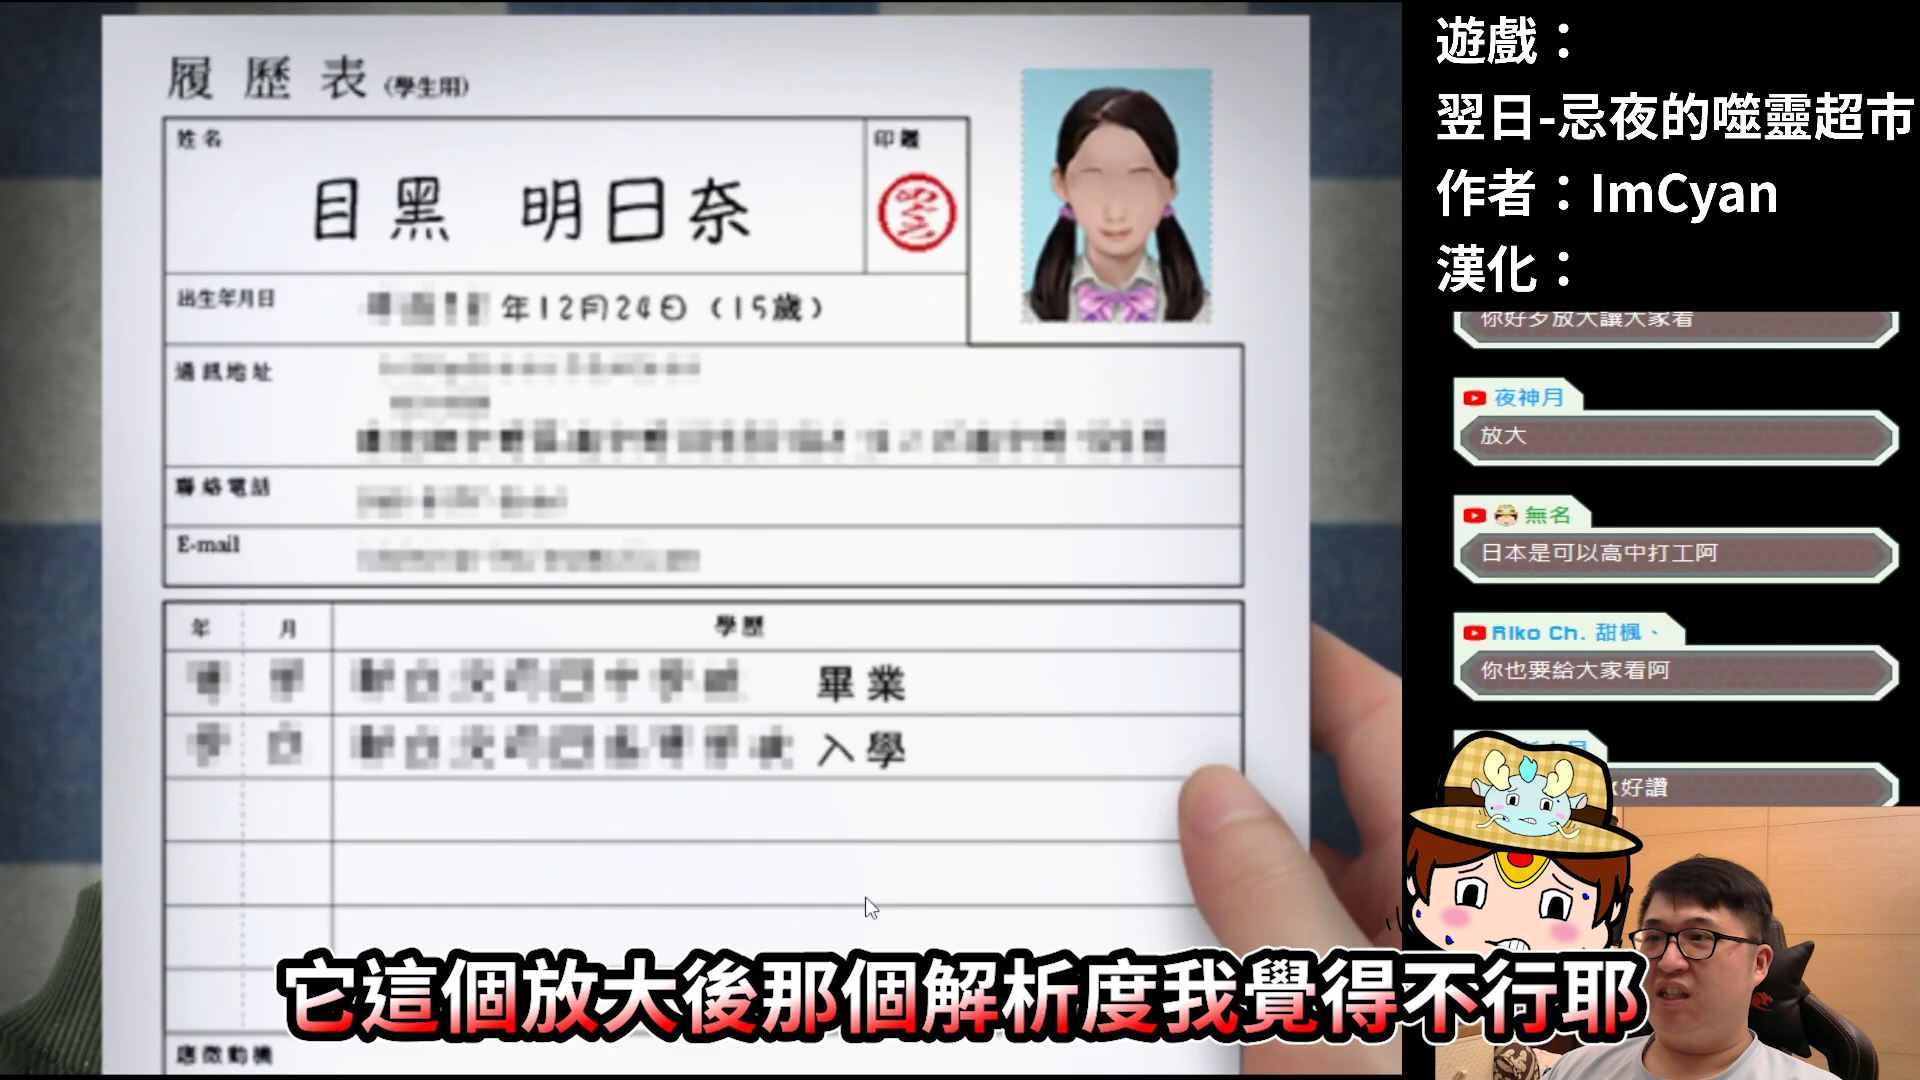 履歷表(學生用)
姓名
印鑑
目黑 明日奈
出生年月日
年12月24日(15歲)
通訊地址
聯絡電話
E-mail
年 月 學歷
畢業
入學
應徵動機
遊戲：
翌日-忌夜的噬靈超市
作者：ImCyan
漢化：
你好多放大讓大家看
夜神月
放大
無名
日本是可以高中打工阿
Riko Ch. 甜楓、
你也要給大家看阿
好讚
它這個放大後那個解析度我覺得不行耶